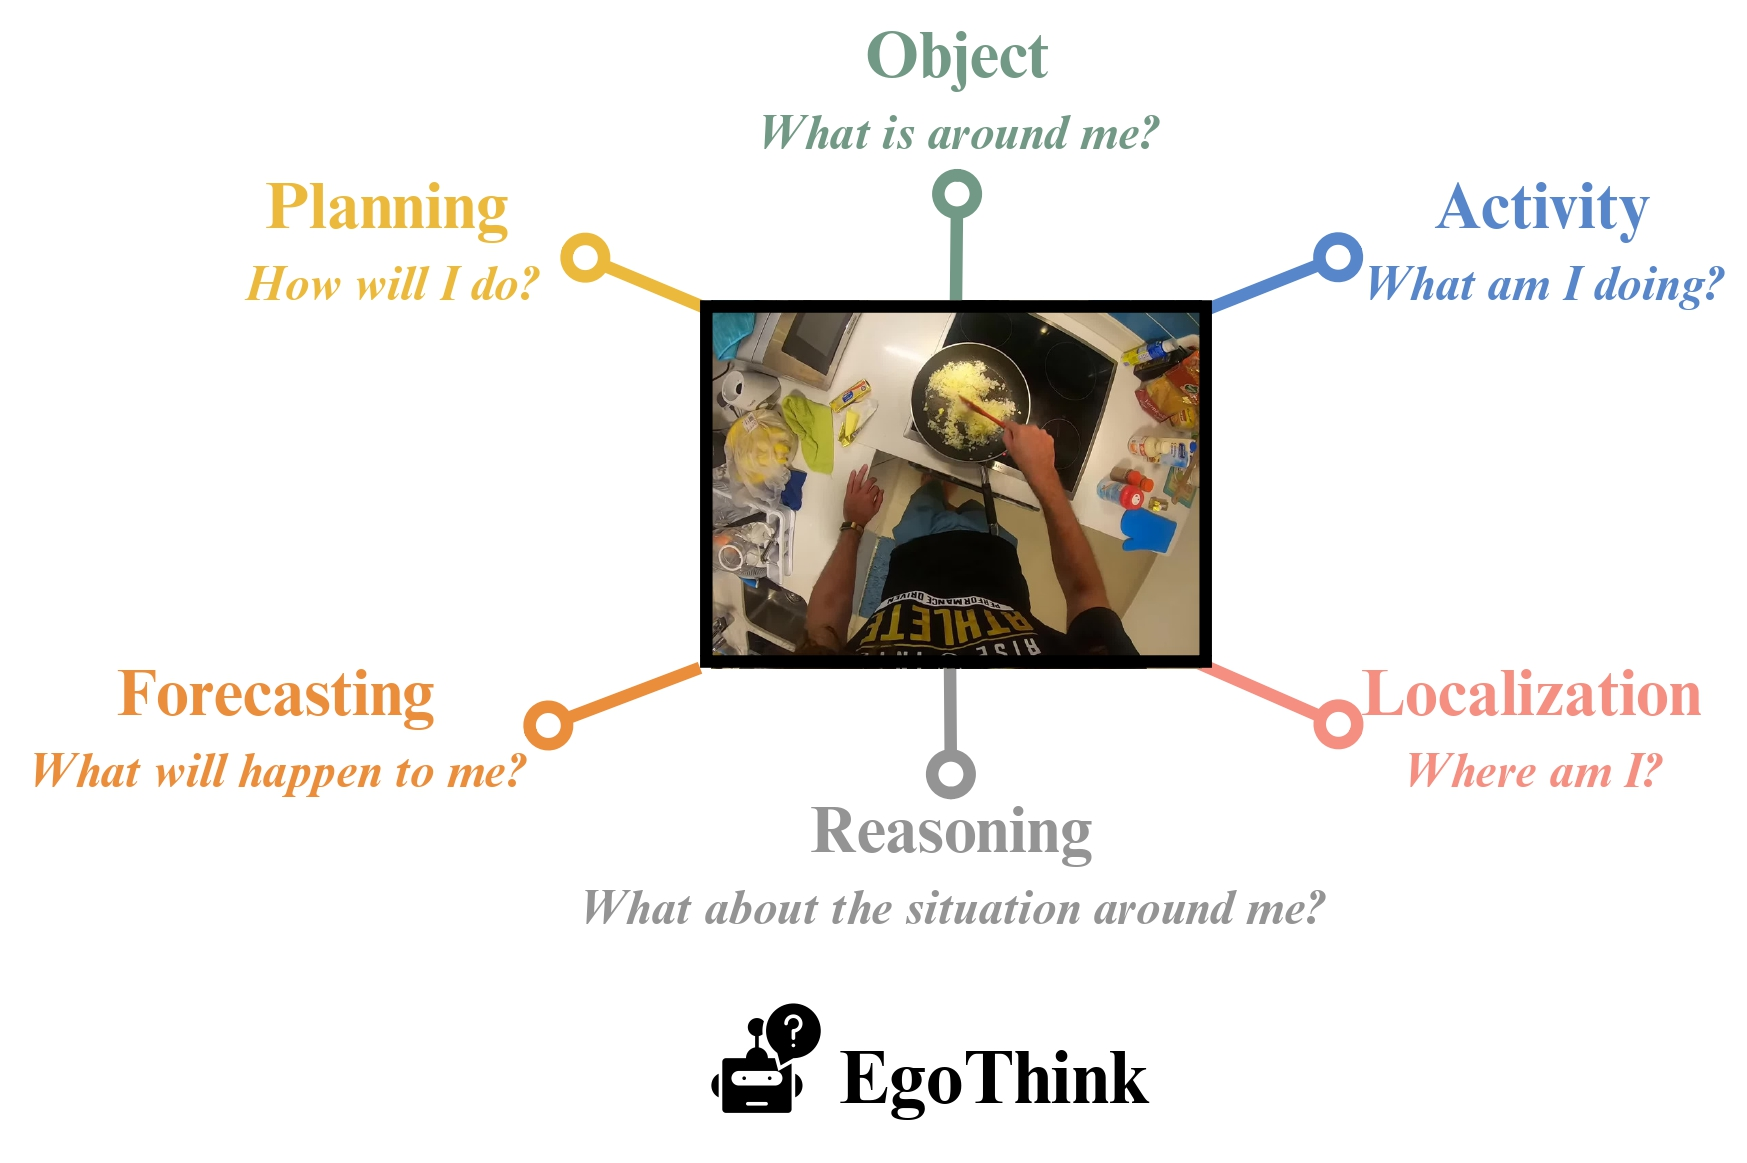 Object
What is around me?
Planning
How will I do?
Activity
What am I doing?
PERFORMANCE DRIVEN
ATHLETE
RISE
Forecasting
What will happen to me?
Localization
Where am I?
Reasoning
What about the situation around me?
?
EgoThink